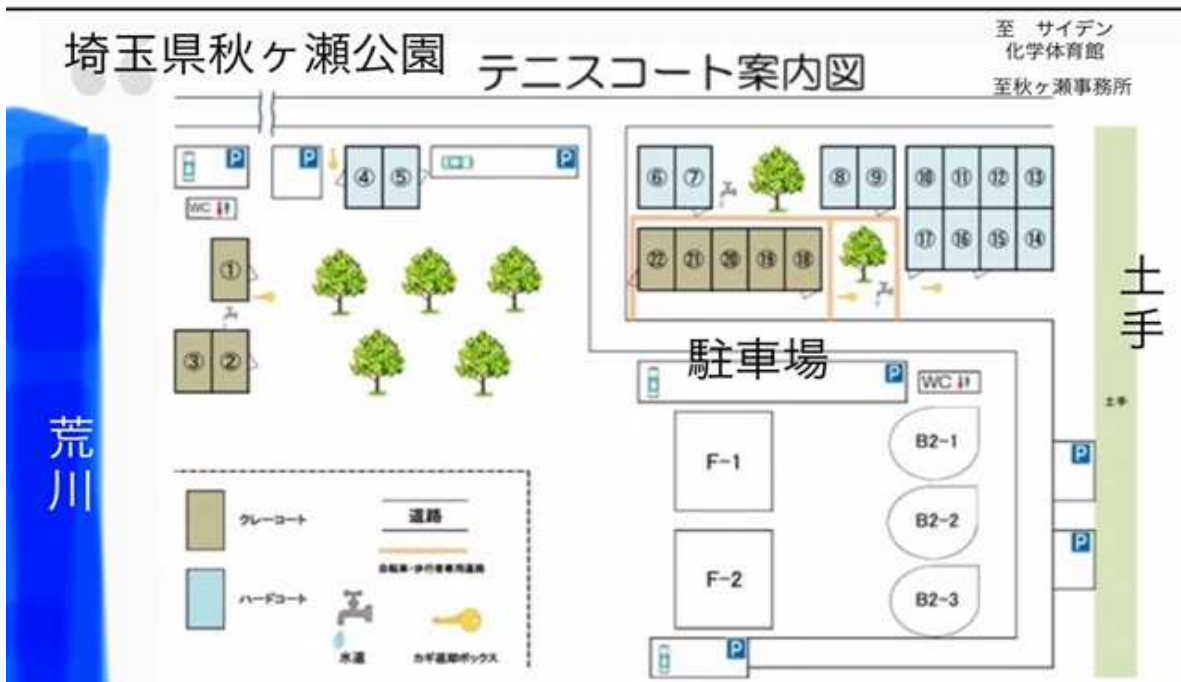 埼玉県秋ヶ瀬公園
テニスコート案内図
至 サイデン
化学体育館
至秋ヶ瀬事務所
P
P
④
⑤
P
⑥
⑦
⑧
⑨
⑩
⑪
⑫
⑬
WC
①
㉒
㉑
⑳
⑲
⑱
⑰
⑯
⑮
⑭
土手
③
②
駐車場
P
WC
土手
荒川
F-1
B2-1
P
クレーコート
道路
B2-2
自転車・歩行者専用道路
P
ハードコート
F-2
B2-3
水道
カギ返却ボックス
P